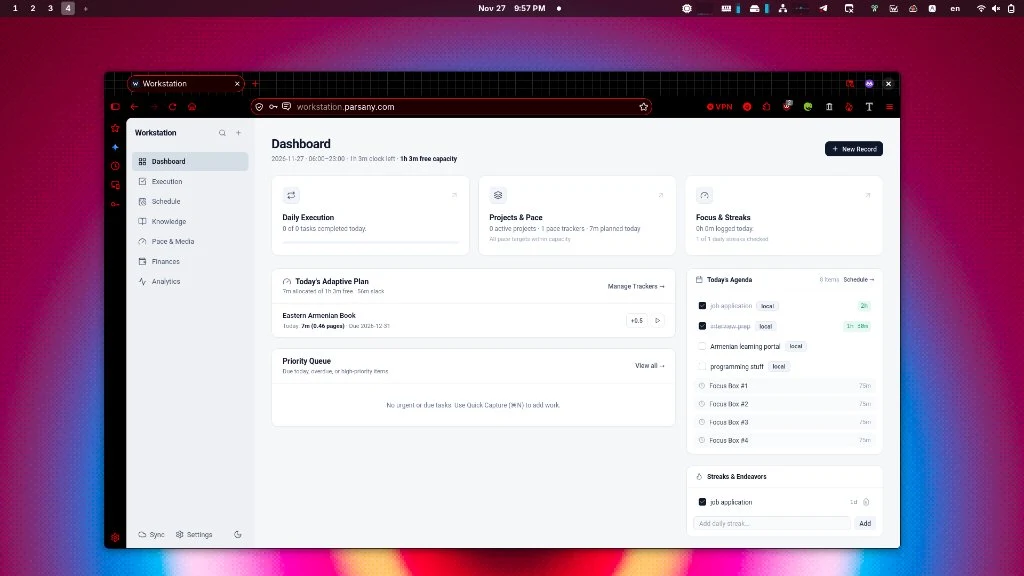 1 2 3 4 +
Nov 27 9:57 PM
en
Workstation
workstation.parsany.com
VPN
Workstation
Dashboard
Execution
Schedule
Knowledge
Pace & Media
Finances
Analytics
Sync
Settings
Dashboard
2026-11-27 · 06:00–23:00 · 1h 3m clock left · 1h 3m free capacity
+ New Record
Daily Execution
0 of 0 tasks completed today.
Projects & Pace
0 active projects · 1 pace trackers · 7m planned today
All pace targets within capacity
Focus & Streaks
0h 0m logged today.
1 of 1 daily streaks checked
Today's Adaptive Plan
7m allocated of 1h 3m free · 56m slack
Manage Trackers →
Eastern Armenian Book
Today: 7m (0.46 pages) · Due 2026-12-31
+0.5
Priority Queue
Due today, overdue, or high-priority items.
View all →
No urgent or due tasks. Use Quick Capture (⌘N) to add work.
Today's Agenda
8 items
Schedule →
job application local 2h
interview prep local 1h 30m
Armenian learning portal local
programming stuff local
Focus Box #1 75m
Focus Box #2 75m
Focus Box #3 75m
Focus Box #4 75m
Streaks & Endeavors
job application 1d
Add daily streak...
Add